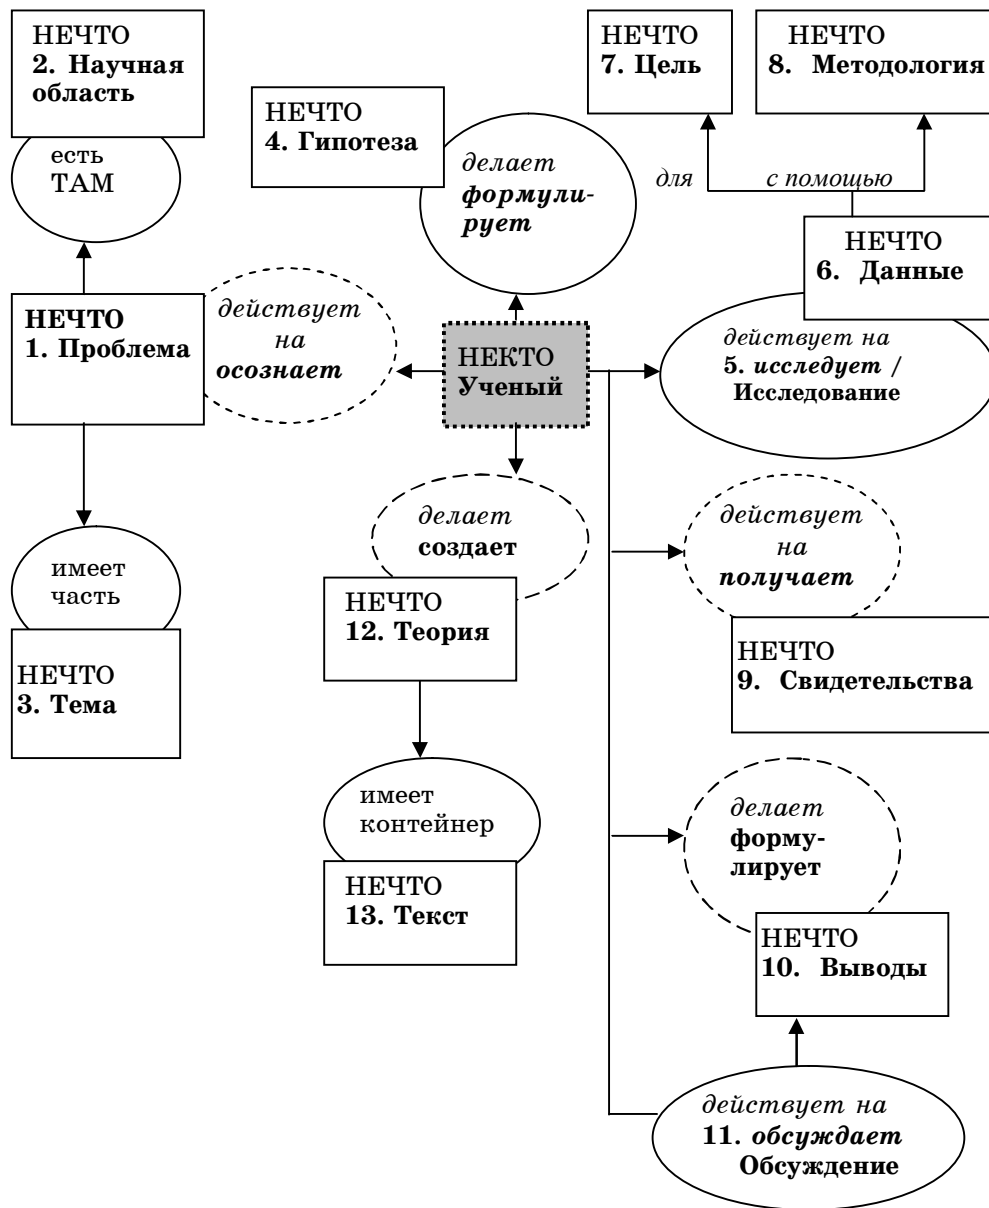 НЕЧТО
2. Научная
область
есть
ТАМ
НЕЧТО
1. Проблема
имеет
часть
НЕЧТО
3. Тема
действует
на
осознает
НЕЧТО
4. Гипотеза
делает
формули-
рует
НЕКТО
Ученый
делает
создает
НЕЧТО
12. Теория
имеет
контейнер
НЕЧТО
13. Текст
НЕЧТО
7. Цель
НЕЧТО
8. Методология
для
с помощью
НЕЧТО
6. Данные
действует на
5. исследует /
Исследование
действует
на
получает
НЕЧТО
9. Свидетельства
делает
форму-
лирует
НЕЧТО
10. Выводы
действует на
11. обсуждает
Обсуждение